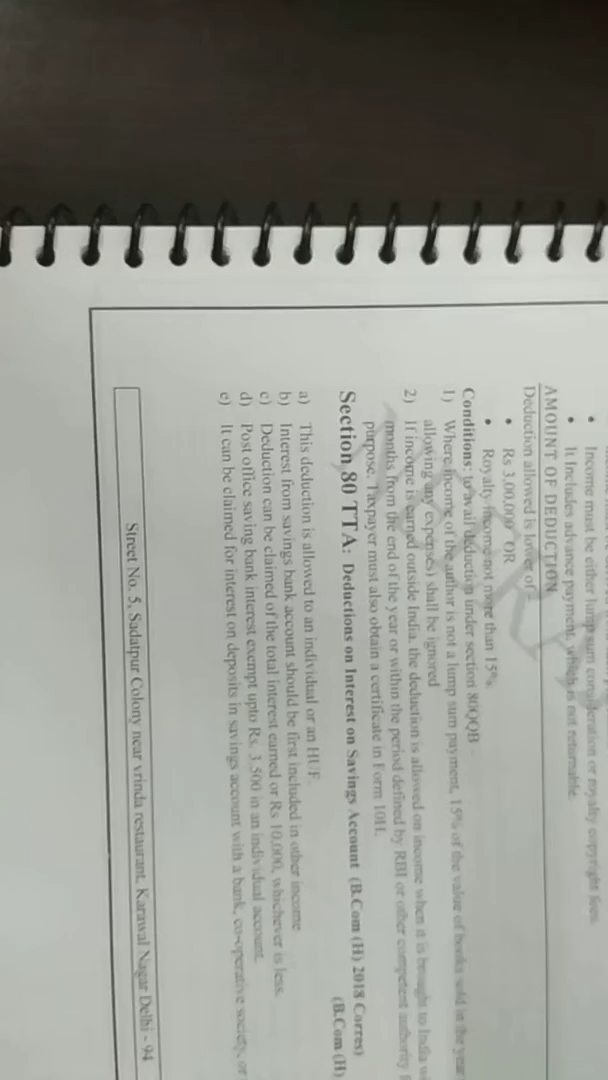 • Income must be either lump sum consideration or royalty copyright fees.
• It Includes advance payment, which is not returnable.
AMOUNT OF DEDUCTION
Deduction allowed is lower of
• Rs 3,00,000 OR
• Royalty income not more than 15%
Conditions: to avail deduction under section 80QQB –
1) Where income of the author is not a lump sum payment, 15% of the value of books sold in the year
allowing any expenses) shall be ignored
2) If income is earned outside India, the deduction is allowed on income when it is brought to India
months from the end of the year or within the period defined by RBI or other competent authority
purpose. Taxpayer must also obtain a certificate in Form 10H.
Section 80 TTA: Deductions on Interest on Savings Account (B.Com (H) 2018 Corres)
(B.Com (H)
a) This deduction is allowed to an individual or an HUF
b) Interest from savings bank account should be first included in other income
c) Deduction can be claimed of the total interest earned or Rs 10,000, whichever is less.
d) Post office saving bank interest exempt upto Rs. 3,500 in an individual account.
e) It can be claimed for interest on deposits in savings account with a bank, co-operative society, or
Street No. 5, Sadatpur Colony near vrinda restaurant, Karawal Nagar Delhi - 94